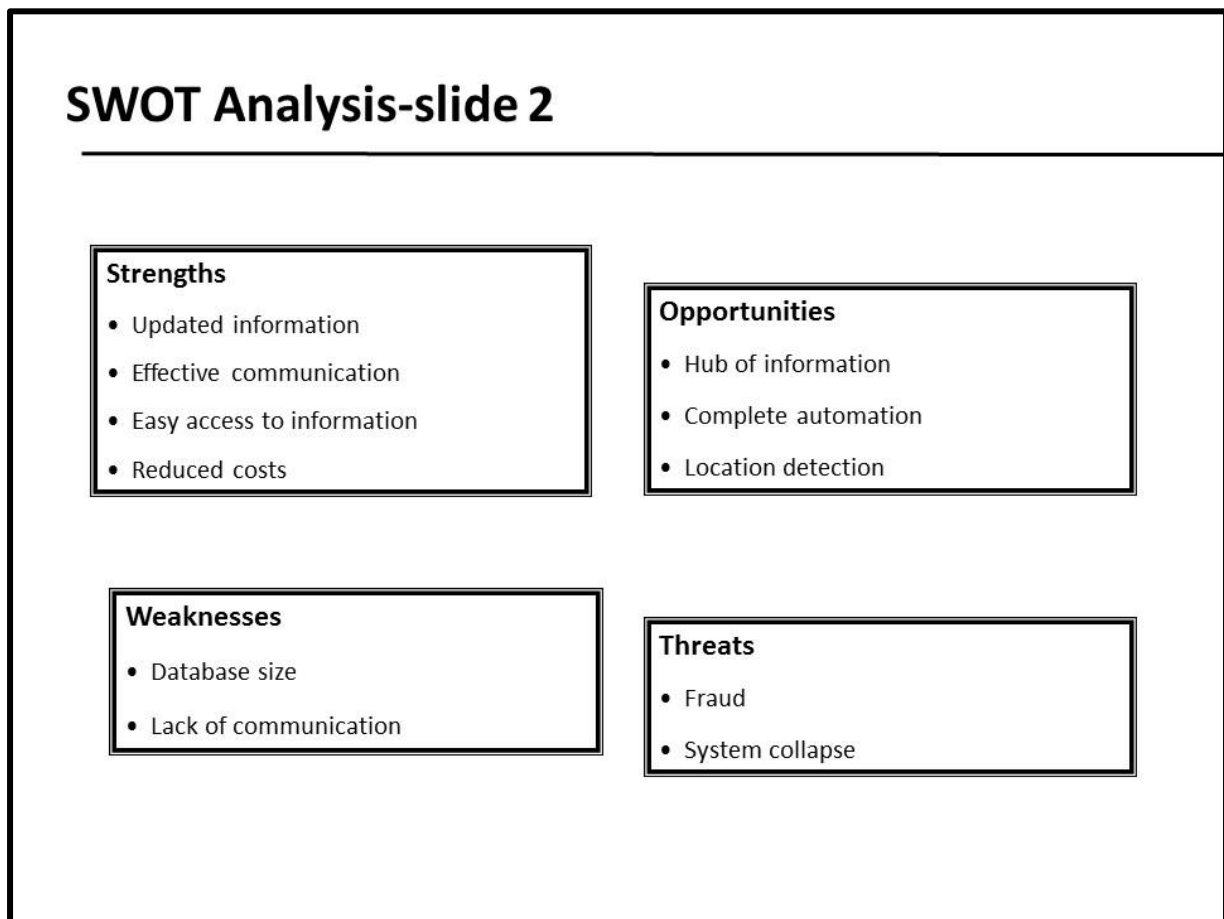 SWOT Analysis-slide 2
Strengths
• Updated information
• Effective communication
• Easy access to information
• Reduced costs
Opportunities
• Hub of information
• Complete automation
• Location detection
Weaknesses
• Database size
• Lack of communication
Threats
• Fraud
• System collapse